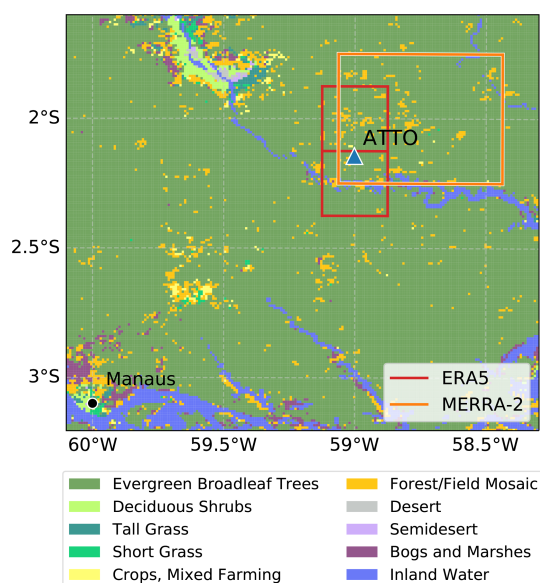 2°S
ATTO
2.5°S
3°S
Manaus
ERA5
MERRA-2
60°W
59.5°W
59°W
58.5°W
Evergreen Broadleaf Trees
Deciduous Shrubs
Tall Grass
Short Grass
Crops, Mixed Farming
Forest/Field Mosaic
Desert
Semidesert
Bogs and Marshes
Inland Water